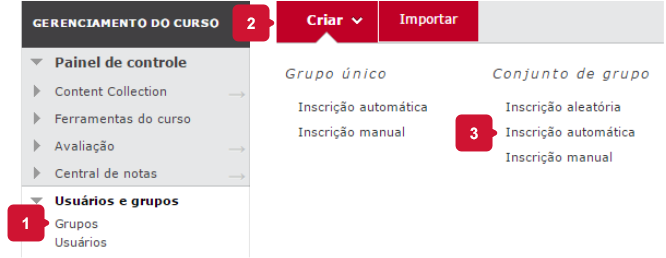 GERENCIAMENTO DO CURSO
Painel de controle
Content Collection
Ferramentas do curso
Avaliação
Central de notas
Usuários e grupos
1
Grupos
Usuários
2
Criar
Importar
Grupo único
Inscrição automática
Inscrição manual
Conjunto de grupo
Inscrição aleatória
3
Inscrição automática
Inscrição manual